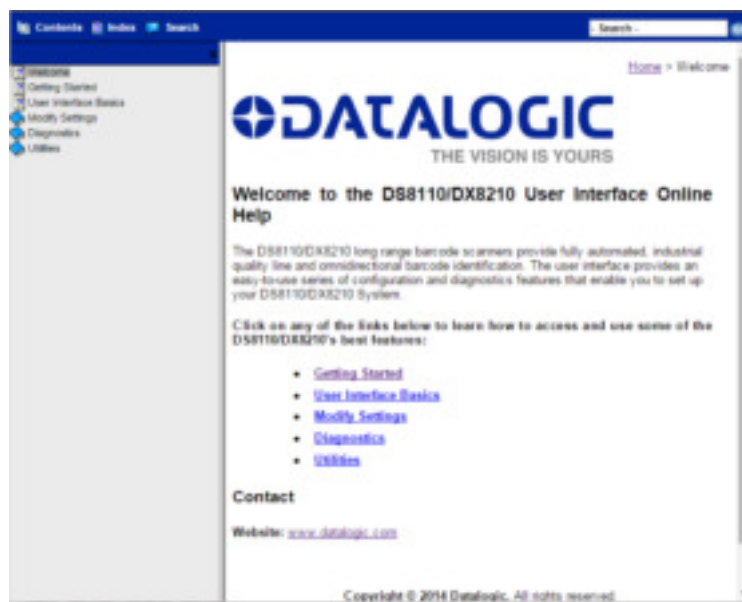 Contents Index Search
- Search -
Welcome
Getting Started
User Interface Basics
Modify Settings
Diagnostics
Utilities
Home > Welcome
DATALOGIC
THE VISION IS YOURS
Welcome to the DS8110/DX8210 User Interface Online
Help
The DS8110/DX8210 long range barcode scanners provide fully automated, industrial
quality line and omnidirectional barcode identification. The user interface provides an
easy-to-use series of configuration and diagnostics features that enable you to set up
your DS8110/DX8210 System.
Click on any of the links below to learn how to access and use some of the
DS8110/DX8210's best features:
• Getting Started
• User Interface Basics
• Modify Settings
• Diagnostics
• Utilities
Contact
Website: www.datalogic.com
Copyright © 2014 Datalogic. All rights reserved.